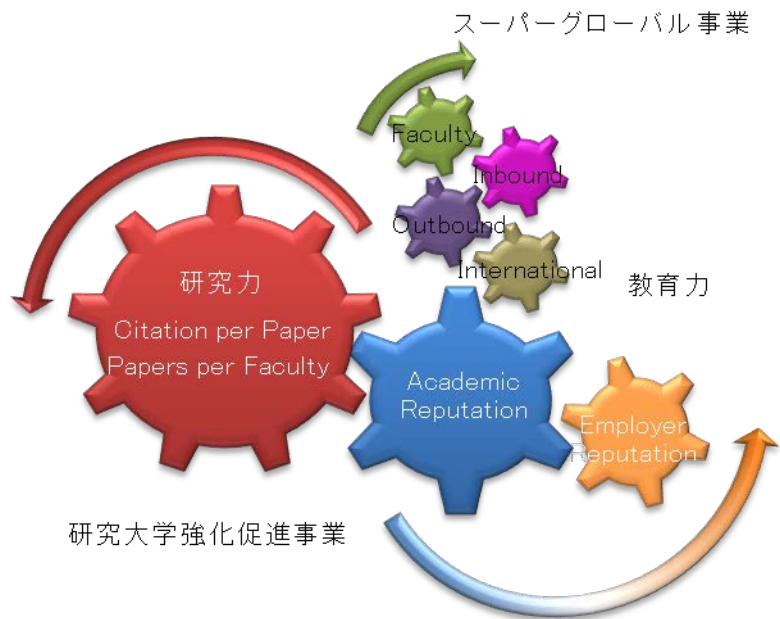 スーパーグローバル事業
Faculty
Inbound
Outbound
International
教育力
研究力
Citation per Paper
Papers per Faculty
Academic
Reputation
Employer
Reputation
研究大学強化促進事業